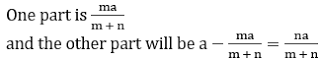 One part is ma/(m + n)
and the other part will be a − ma/(m + n) = na/(m + n)